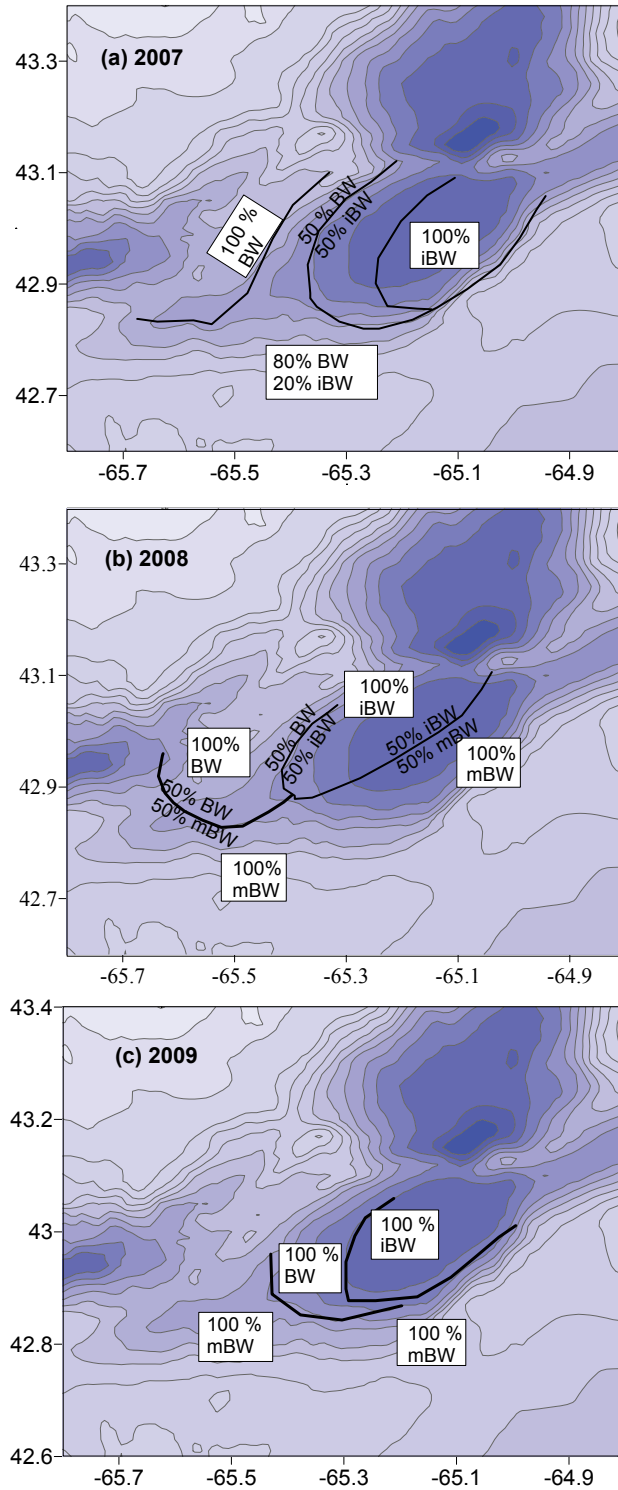 (a) 2007
43.3
43.1
42.9
42.7
100 %
BW
50 % BW
50% iBW
100%
iBW
80% BW
20% iBW
-65.7
-65.5
-65.3
-65.1
-64.9
(b) 2008
43.3
43.1
42.9
42.7
100%
BW
50% BW
50% mBW
50% BW
50% iBW
100%
iBW
50% iBW
50% mBW
100%
mBW
100%
mBW
-65.7
-65.5
-65.3
-65.1
-64.9
(c) 2009
43.4
43.2
43
42.8
42.6
100 %
iBW
100 %
BW
100 %
mBW
100 %
mBW
-65.7
-65.5
-65.3
-65.1
-64.9